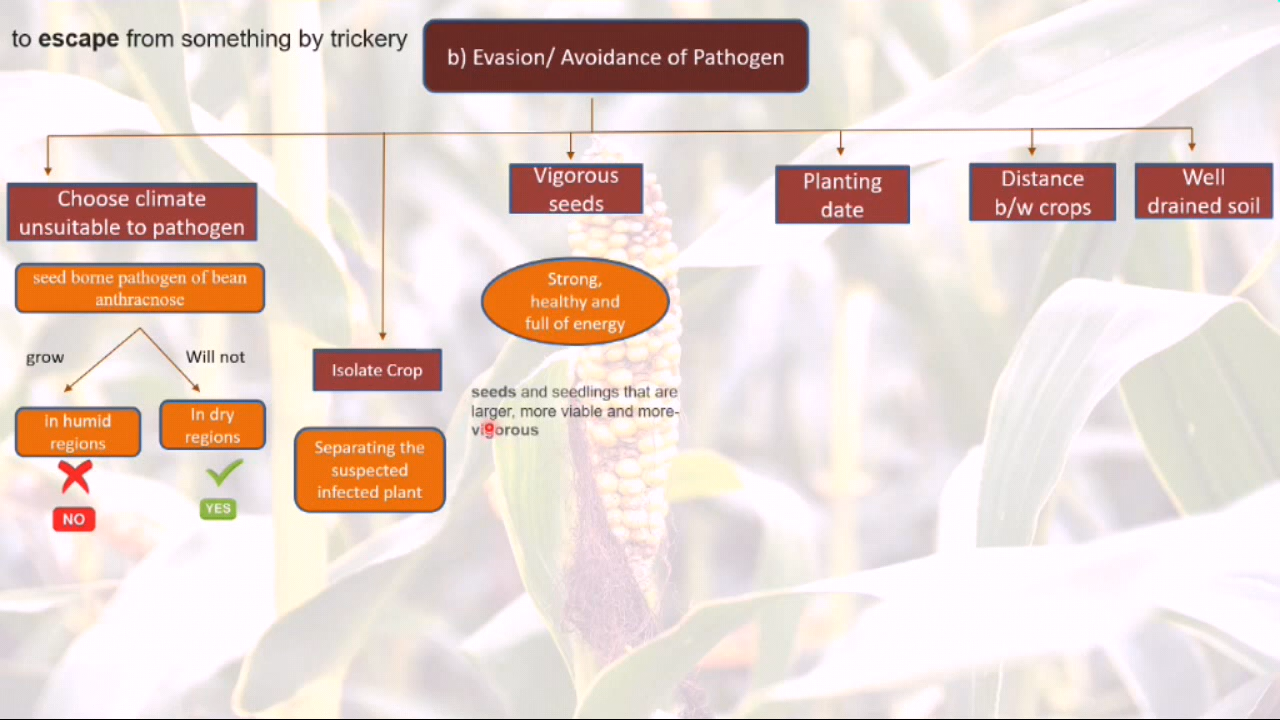 to escape from something by trickery
b) Evasion/ Avoidance of Pathogen
Choose climate
unsuitable to pathogen
seed borne pathogen of bean
anthracnose
grow
Will not
in humid
regions
In dry
regions
NO
YES
Isolate Crop
Separating the
suspected
infected plant
Vigorous
seeds
Strong,
healthy and
full of energy
seeds and seedlings that are
larger, more viable and more-
vigorous
Planting
date
Distance
b/w crops
Well
drained soil